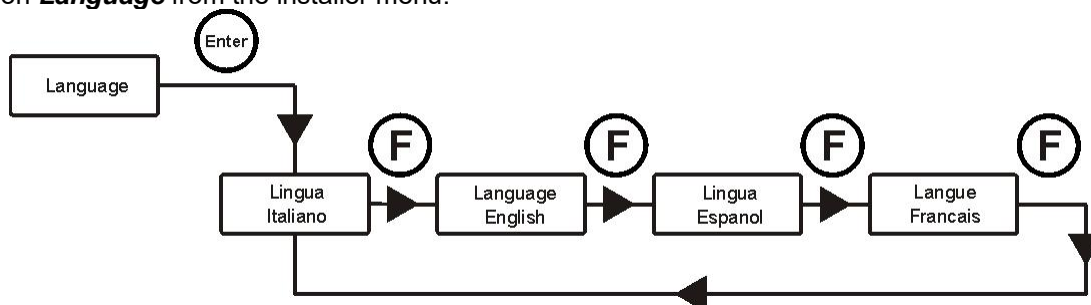 on Language from the installer menu.
Enter
Language
F
F
F
F
Lingua
Italiano
Language
English
Lingua
Espanol
Langue
Francais